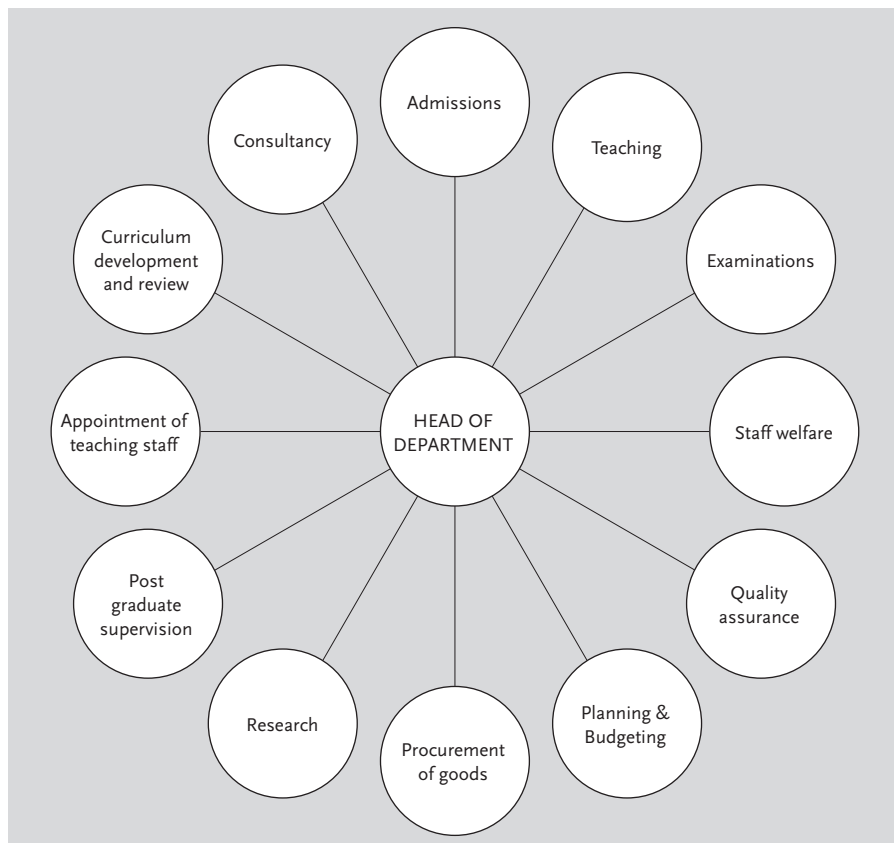 Admissions
Teaching
Examinations
Staff welfare
Quality
assurance
Planning &
Budgeting
Procurement
of goods
Research
Post
graduate
supervision
Appointment of
teaching staff
Curriculum
development
and review
Consultancy
HEAD OF
DEPARTMENT